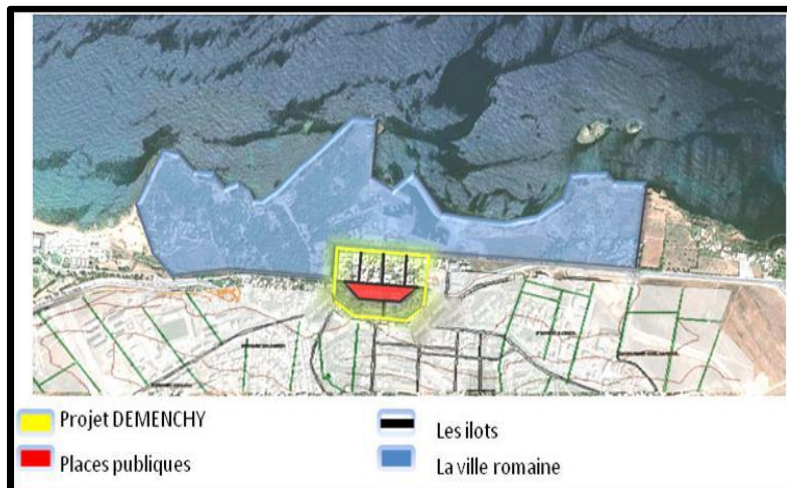 Projet DEMENCHY
Les ilots
Places publiques
La ville romaine